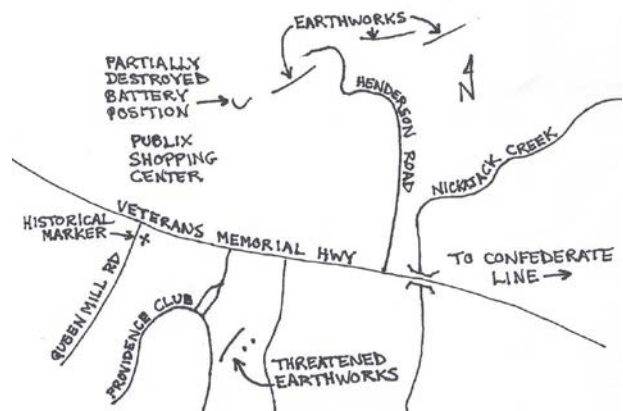 EARTHWORKS
PARTIALLY
DESTROYED
BATTERY
POSITION
HENDERSON ROAD
N
PUBLIX
SHOPPING
CENTER
NICKAJACK CREEK
VETERANS MEMORIAL HWY
HISTORICAL
MARKER
X
TO CONFEDERATE
LINE
QUEEN MILL RD
PROVIDENCE CLUB
THREATENED
EARTHWORKS